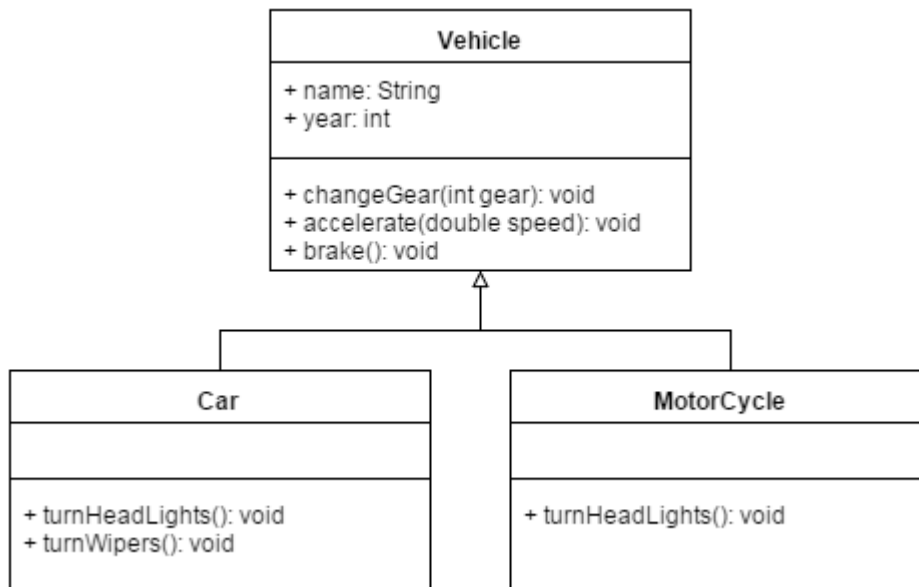 Vehicle
+ name: String
+ year: int
+ changeGear(int gear): void
+ accelerate(double speed): void
+ brake(): void
Car
+ turnHeadLights(): void
+ turnWipers(): void
MotorCycle
+ turnHeadLights(): void